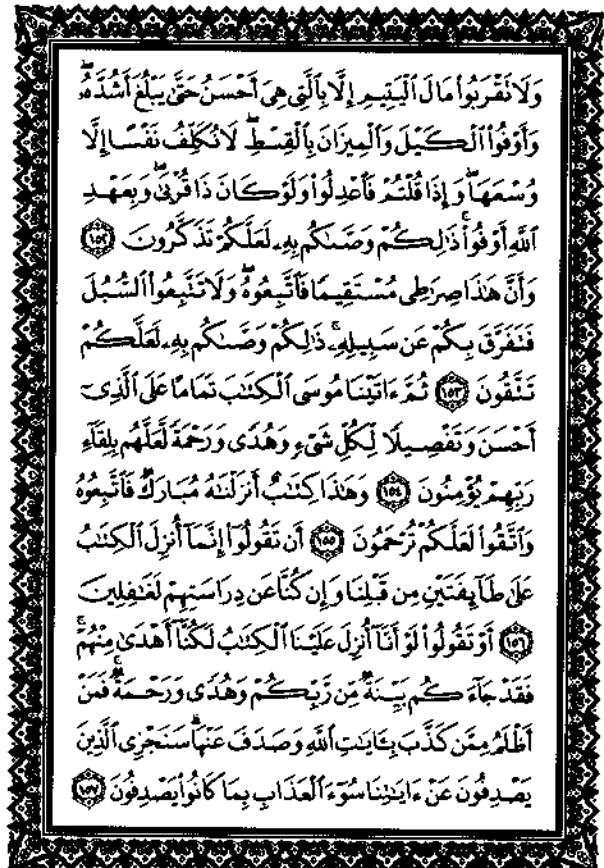 وَلَا تَقْرَبُوا۟ مَالَ ٱلْيَتِيمِ إِلَّا بِٱلَّتِى هِىَ أَحْسَنُ حَتَّىٰ يَبْلُغَ أَشُدَّهُۥۖ
وَأَوْفُوا۟ ٱلْكَيْلَ وَٱلْمِيزَانَ بِٱلْقِسْطِۖ لَا نُكَلِّفُ نَفْسًا إِلَّا
وُسْعَهَاۖ وَإِذَا قُلْتُمْ فَٱعْدِلُوا۟ وَلَوْ كَانَ ذَا قُرْبَىٰۖ وَبِعَهْدِ
ٱللَّهِ أَوْفُوا۟ۚ ذَٰلِكُمْ وَصَّىٰكُم بِهِۦ لَعَلَّكُمْ تَذَكَّرُونَ ١٥٢
وَأَنَّ هَٰذَا صِرَٰطِى مُسْتَقِيمًا فَٱتَّبِعُوهُۖ وَلَا تَتَّبِعُوا۟ ٱلسُّبُلَ
فَتَفَرَّقَ بِكُمْ عَن سَبِيلِهِۦۚ ذَٰلِكُمْ وَصَّىٰكُم بِهِۦ لَعَلَّكُمْ
تَتَّقُونَ ١٥٣ ثُمَّ ءَاتَيْنَا مُوسَى ٱلْكِتَٰبَ تَمَامًا عَلَى ٱلَّذِىٓ
أَحْسَنَ وَتَفْصِيلًا لِّكُلِّ شَىْءٍ وَهُدًى وَرَحْمَةً لَّعَلَّهُم بِلِقَآءِ
رَبِّهِمْ يُؤْمِنُونَ ١٥٤ وَهَٰذَا كِتَٰبٌ أَنزَلْنَٰهُ مُبَارَكٌ فَٱتَّبِعُوهُ
وَٱتَّقُوا۟ لَعَلَّكُمْ تُرْحَمُونَ ١٥٥ أَن تَقُولُوٓا۟ إِنَّمَآ أُنزِلَ ٱلْكِتَٰبُ
عَلَىٰ طَآئِفَتَيْنِ مِن قَبْلِنَا وَإِن كُنَّا عَن دِرَاسَتِهِمْ لَغَٰفِلِينَ
١٥٦ أَوْ تَقُولُوا۟ لَوْ أَنَّآ أُنزِلَ عَلَيْنَا ٱلْكِتَٰبُ لَكُنَّآ أَهْدَىٰ مِنْهُمْۚ
فَقَدْ جَآءَكُم بَيِّنَةٌ مِّن رَّبِّكُمْ وَهُدًى وَرَحْمَةٌۚ فَمَنْ
أَظْلَمُ مِمَّن كَذَّبَ بِـَٔايَٰتِ ٱللَّهِ وَصَدَفَ عَنْهَاۗ سَنَجْزِى ٱلَّذِينَ
يَصْدِفُونَ عَنْ ءَايَٰتِنَا سُوٓءَ ٱلْعَذَابِ بِمَا كَانُوا۟ يَصْدِفُونَ ١٥٧